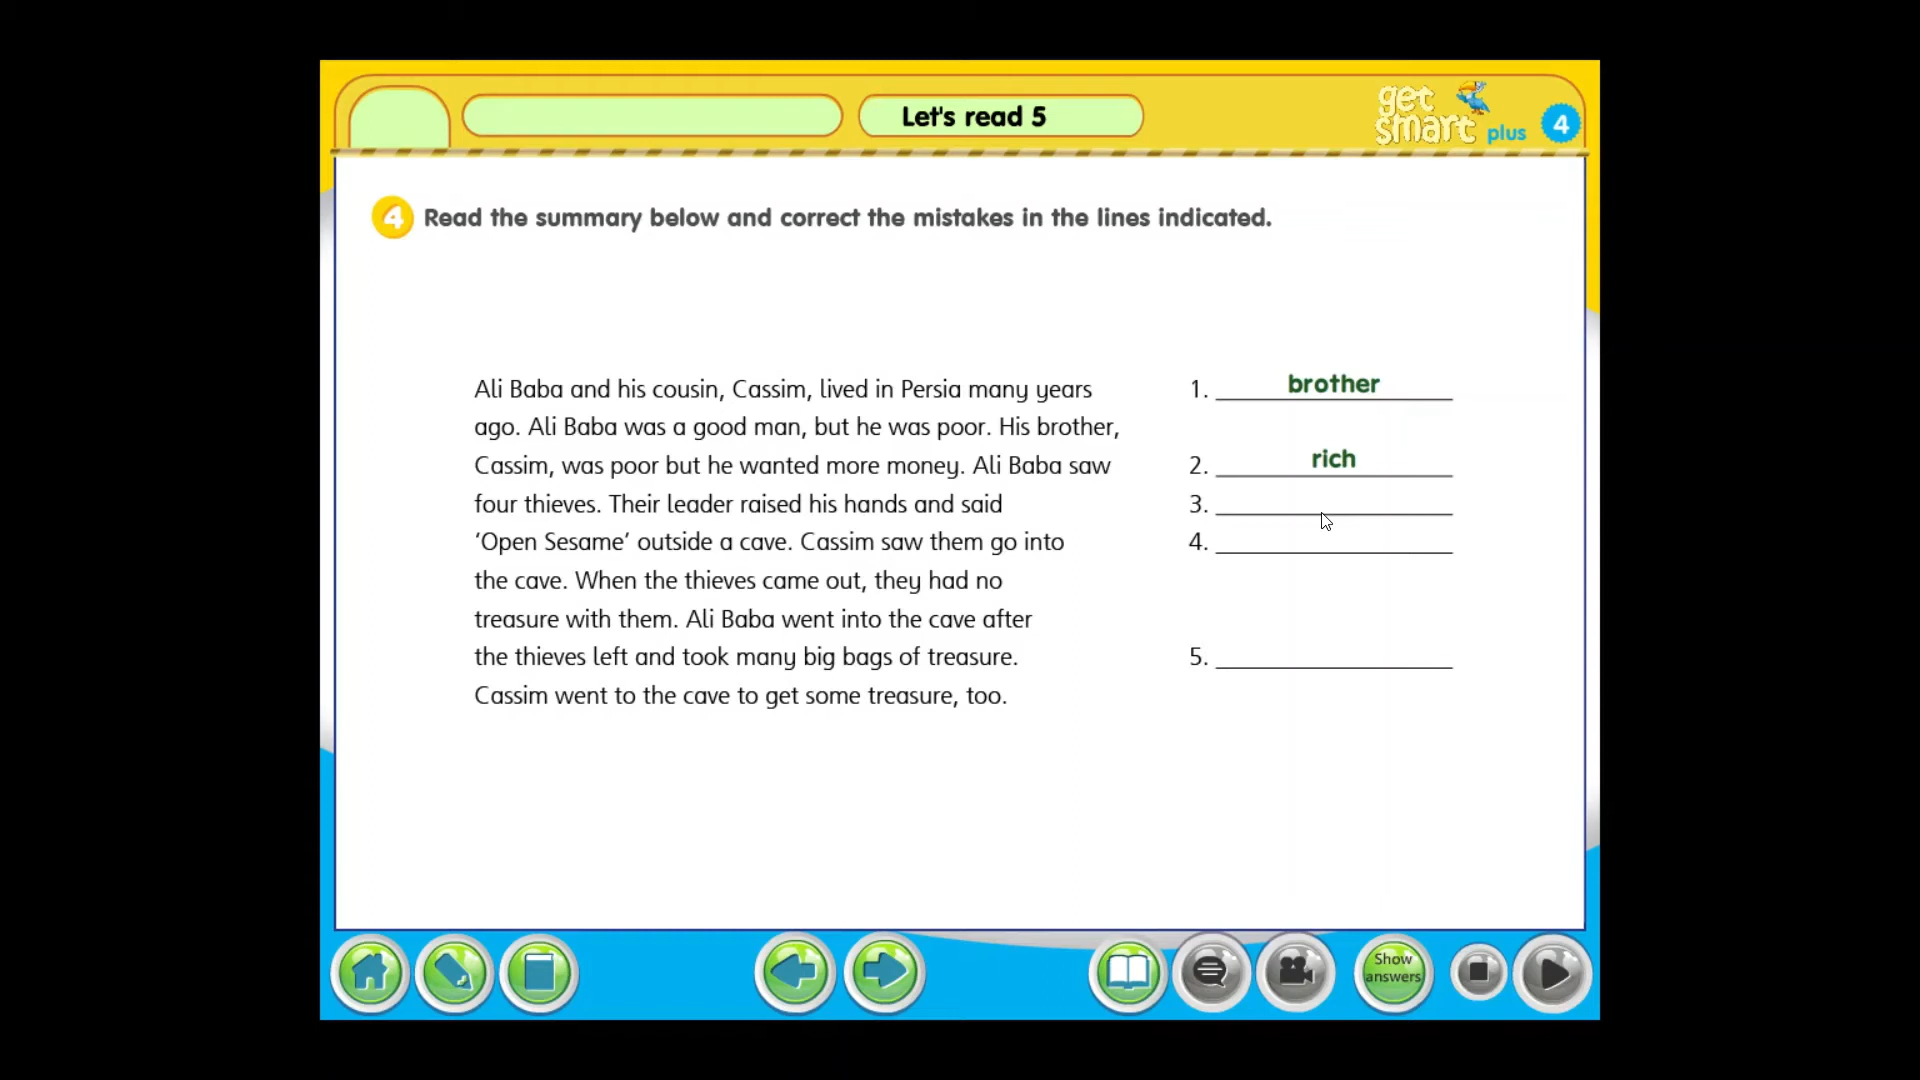 Let's read 5
get
smart plus 4
4 Read the summary below and correct the mistakes in the lines indicated.
Ali Baba and his cousin, Cassim, lived in Persia many years
1. brother
ago. Ali Baba was a good man, but he was poor. His brother,
Cassim, was poor but he wanted more money. Ali Baba saw
2. rich
four thieves. Their leader raised his hands and said
3.
‘Open Sesame’ outside a cave. Cassim saw them go into
4.
the cave. When the thieves came out, they had no
treasure with them. Ali Baba went into the cave after
the thieves left and took many big bags of treasure.
5.
Cassim went to the cave to get some treasure, too.
Show
answers